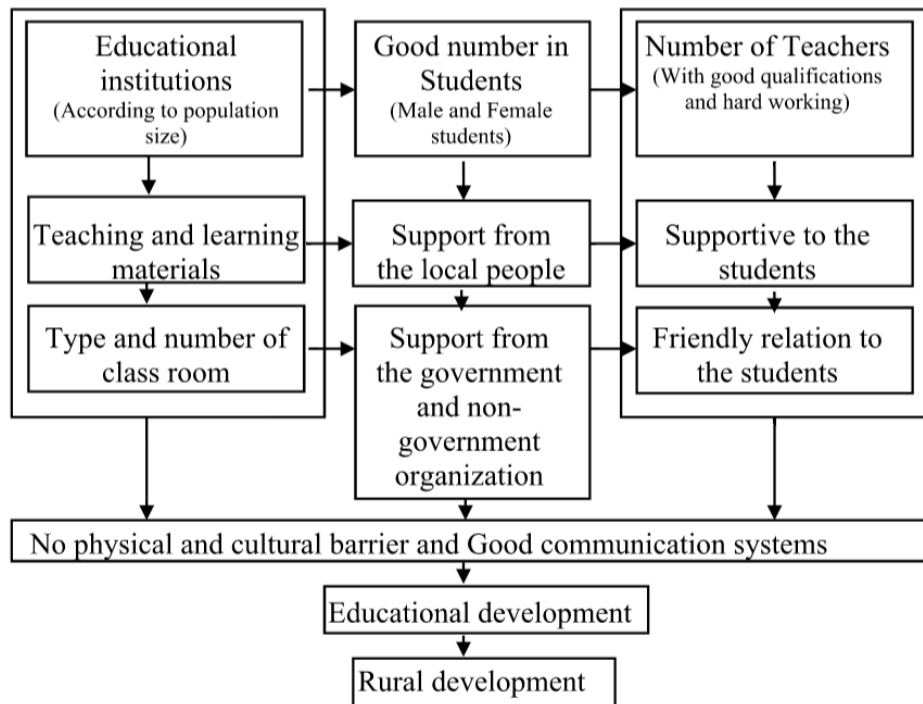 Educational
institutions
(According to population
size)
Good number in
Students
(Male and Female
students)
Number of Teachers
(With good qualifications
and hard working)
Teaching and learning
materials
Support from
the local people
Supportive to the
students
Type and number of
class room
Support from
the government
and non-
government
organization
Friendly relation to
the students
No physical and cultural barrier and Good communication systems
Educational development
Rural development